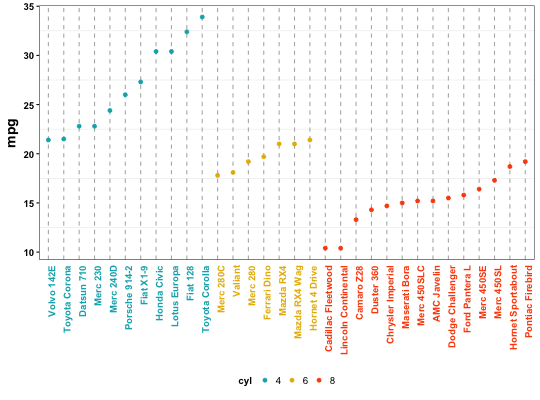 35
30
25
20
15
10
mpg
Volvo 142E
Toyota Corona
Datsun 710
Merc 230
Merc 240D
Porsche 914-2
Fiat X1-9
Honda Civic
Lotus Europa
Fiat 128
Toyota Corolla
Merc 280C
Valiant
Merc 280
Ferrari Dino
Mazda RX4
Mazda RX4 Wag
Hornet 4 Drive
Cadillac Fleetwood
Lincoln Continental
Camaro Z28
Duster 360
Chrysler Imperial
Maserati Bora
Merc 450SLC
AMC Javelin
Dodge Challenger
Ford Pantera L
Merc 450SE
Merc 450SL
Hornet Sportabout
Pontiac Firebird
cyl 4 6 8